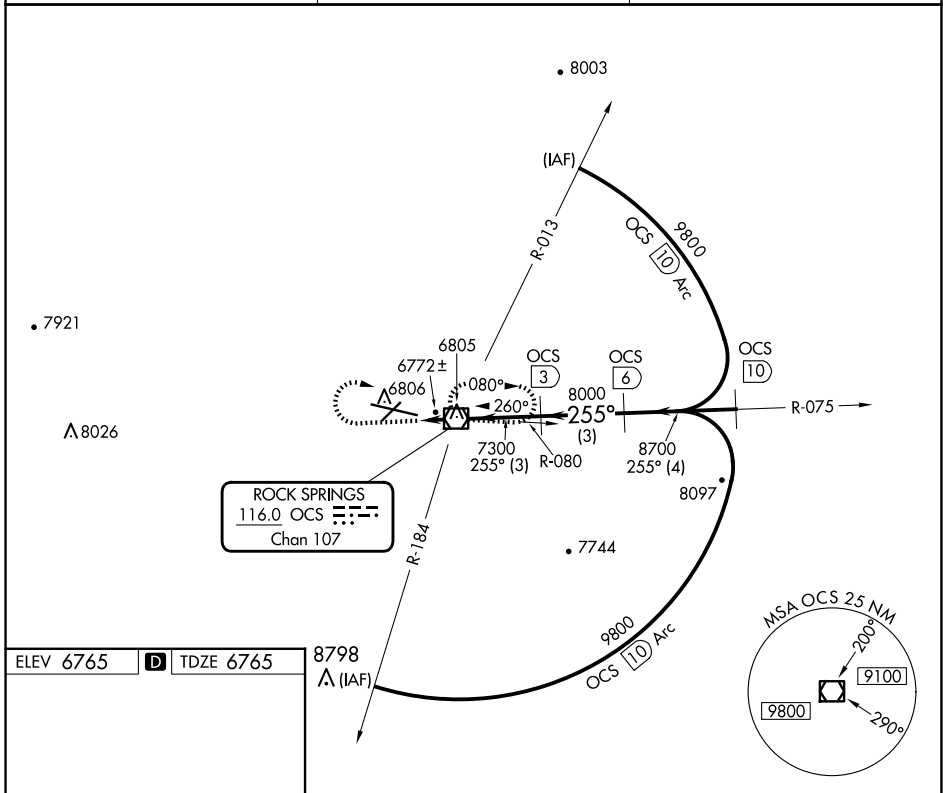 8003
(IAF)
R-013
9800
OCS 10 Arc
7921
6805
6772±
6806
080°
260°
OCS
3
8000
255°
(3)
OCS
6
OCS
10
R-075
8026
7300
255° (3)
R-080
8700
255° (4)
8097
ROCK SPRINGS
116.0 OCS
Chan 107
R-184
7744
9800
OCS 10 Arc
8798
(IAF)
ELEV 6765
D
TDZE 6765
MSA OCS 25 NM
200°
9100
9800
290°